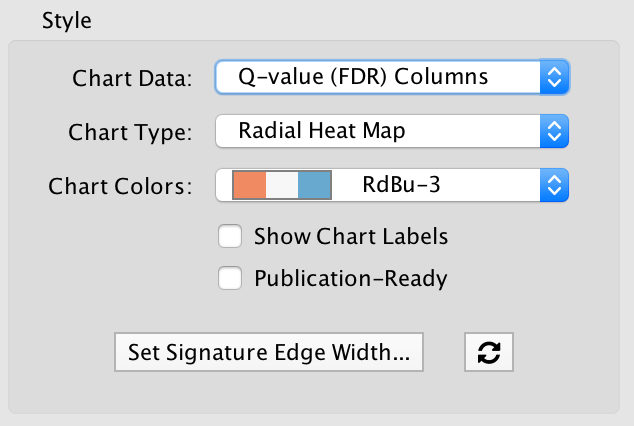 Style
Chart Data: Q-value (FDR) Columns
Chart Type: Radial Heat Map
Chart Colors: RdBu-3
Show Chart Labels
Publication-Ready
Set Signature Edge Width...